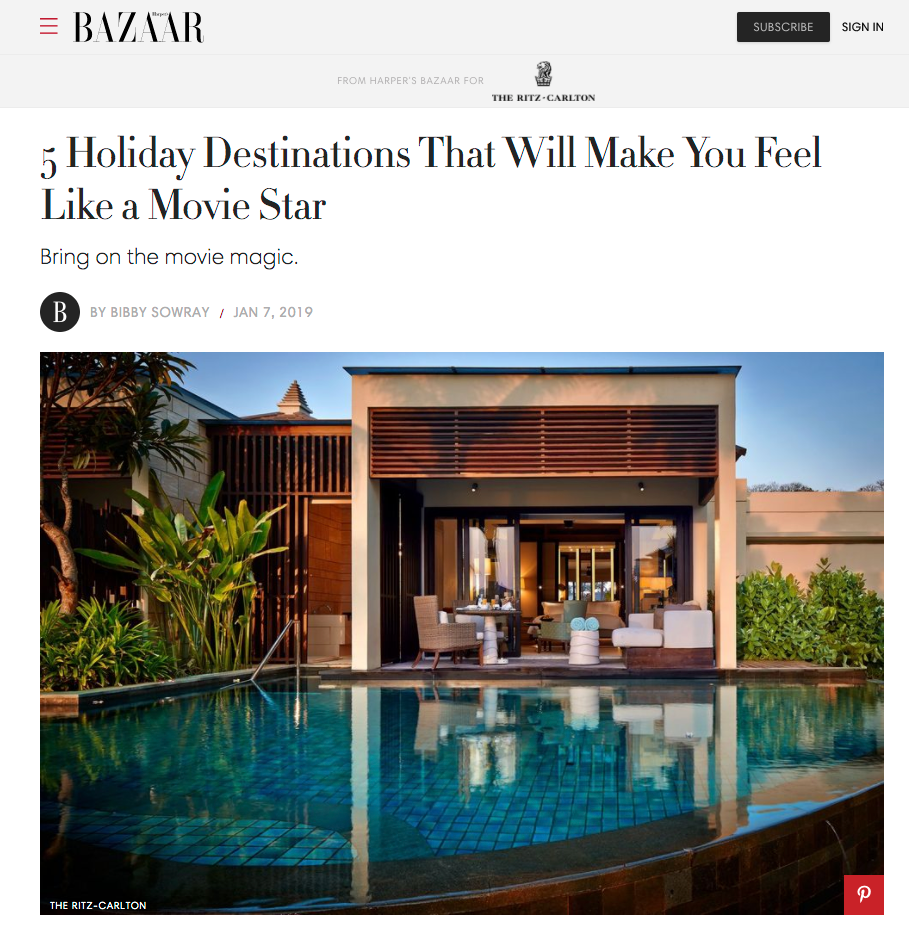 Harper's
BAZAAR
SUBSCRIBE
SIGN IN
FROM HARPER'S BAZAAR FOR
THE RITZ-CARLTON
5 Holiday Destinations That Will Make You Feel
Like a Movie Star
Bring on the movie magic.
B
BY BIBBY SOWRAY / JAN 7, 2019
THE RITZ-CARLTON